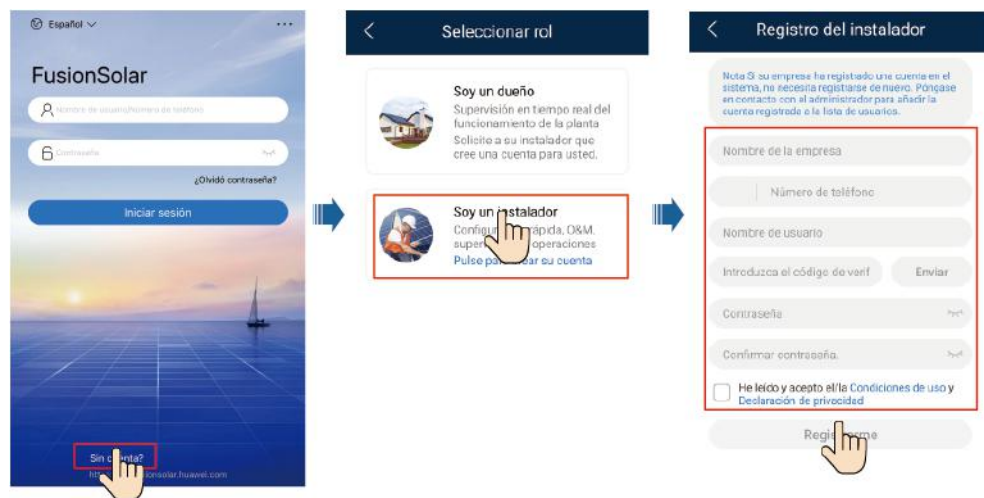 Español
FusionSolar
Nombre de usuario/Número de teléfono
Contraseña
¿Olvidó contraseña?
Iniciar sesión
Sin cuenta?
Seleccionar rol
Soy un dueño
Supervisión en tiempo real del
funcionamiento de la planta
Solicite a su instalador que
cree una cuenta para usted.
Soy un instalador
rápida, O&M,
operaciones
Pulse para crear su cuenta
Registro del instalador
Nota Si su empresa ha registrado una cuenta en el
sistema, no necesita registrarse de nuevo. Póngase
en contacto con el administrador para añadir la
cuenta registrada a la lista de usuarios.
Nombre de la empresa
Número de teléfono
Nombre de usuario
Introduzca el código de verif
Enviar
Contraseña
Confirmar contraseña.
He leído y acepto el/la Condiciones de uso y
Declaración de privacidad